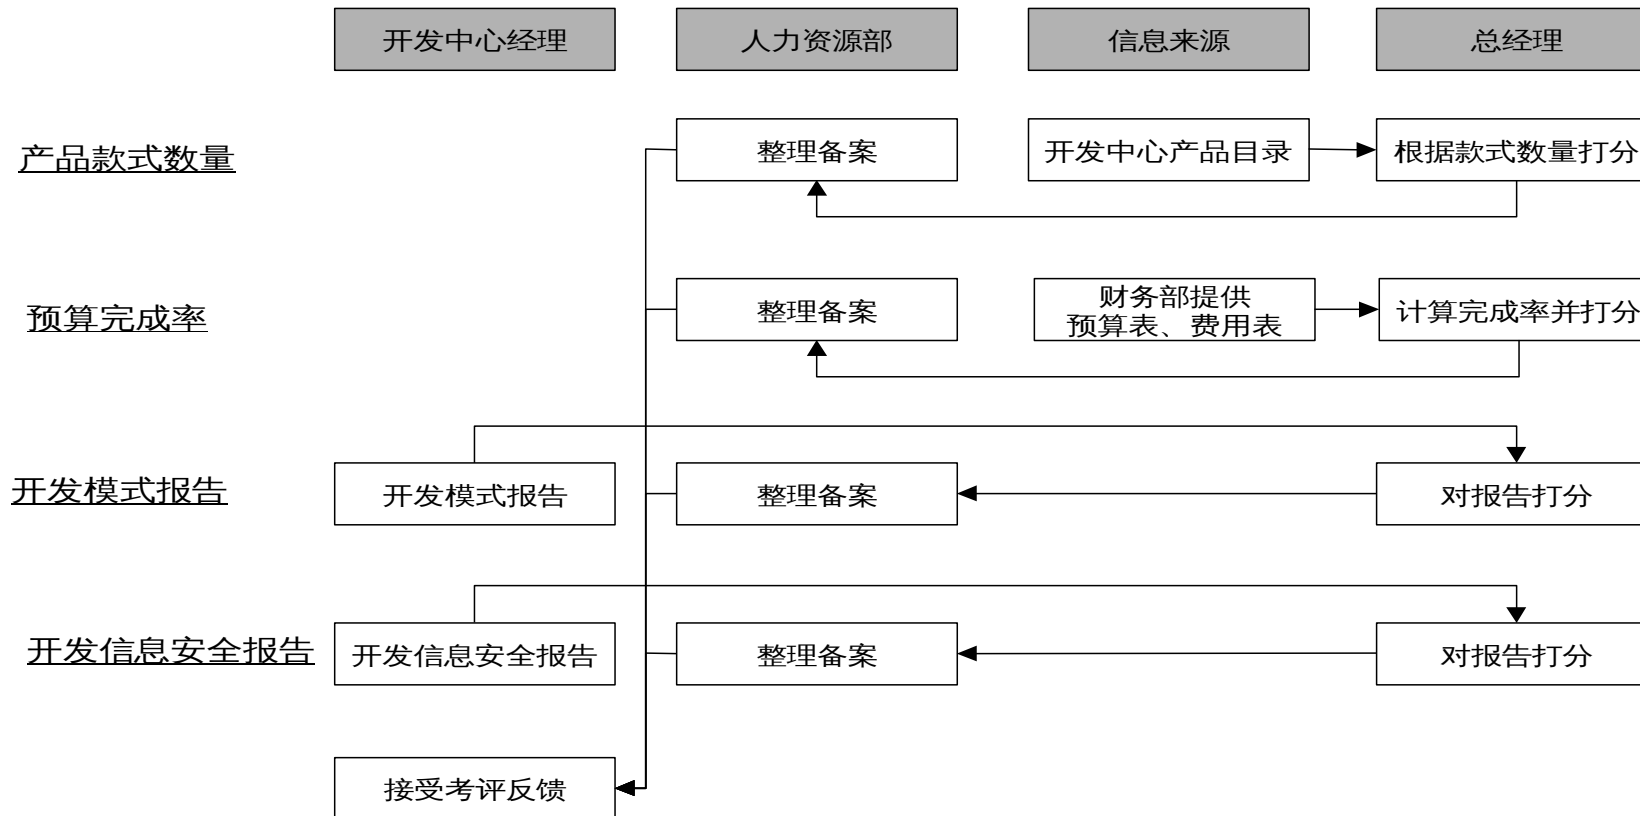 开发中心经理
人力资源部
信息来源
总经理
产品款式数量
整理备案
开发中心产品目录
根据款式数量打分
预算完成率
整理备案
财务部提供
预算表、费用表
计算完成率并打分
开发模式报告
开发模式报告
整理备案
对报告打分
开发信息安全报告
开发信息安全报告
整理备案
对报告打分
接受考评反馈